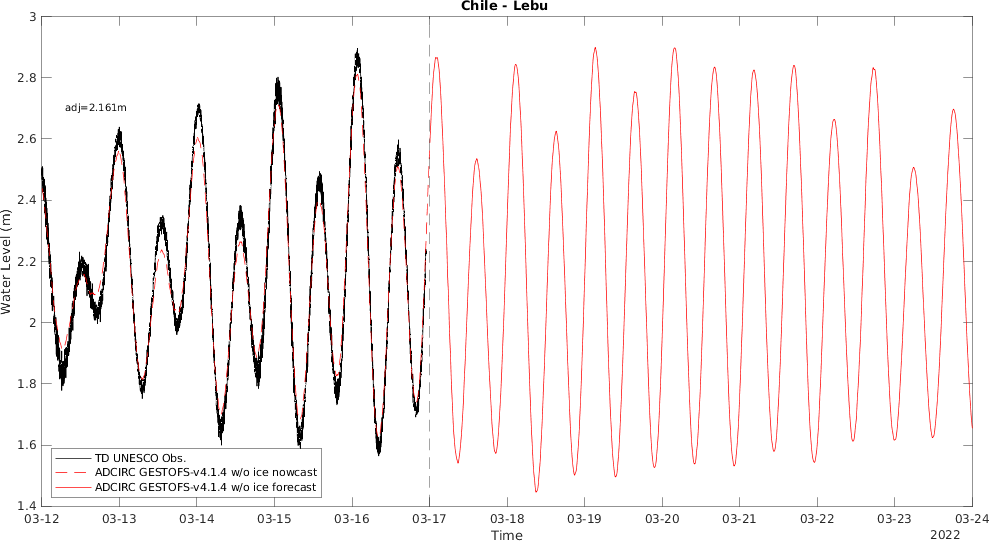 Chile - Lebu
3
2.8
adj=2.161m
2.6
2.4
2.2
Water Level (m)
2
1.8
1.6
TD UNESCO Obs.
ADCIRC GESTOFS-v4.1.4 w/o ice nowcast
ADCIRC GESTOFS-v4.1.4 w/o ice forecast
1.4
03-12 03-13 03-14 03-15 03-16 03-17 03-18 03-19 03-20 03-21 03-22 03-23 03-24
Time
2022